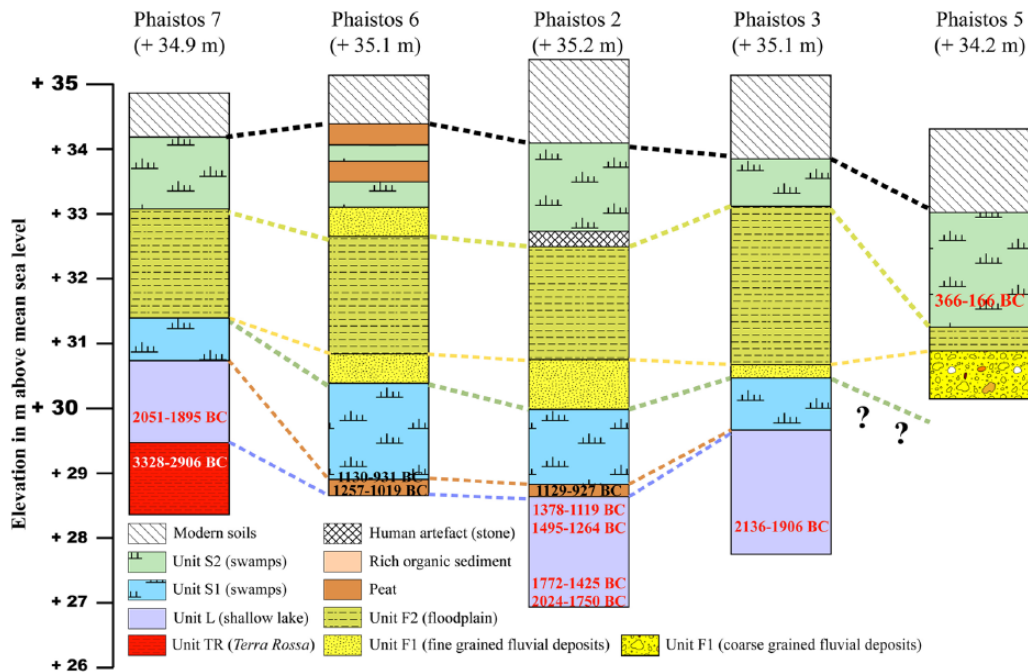 Phaistos 7
(+ 34.9 m)
Phaistos 6
(+ 35.1 m)
Phaistos 2
(+ 35.2 m)
Phaistos 3
(+ 35.1 m)
Phaistos 5
(+ 34.2 m)
Elevation in m above mean sea level
+ 35
+ 34
+ 33
+ 32
+ 31
+ 30
+ 29
+ 28
+ 27
+ 26
2051-1895 BC
3328-2906 BC
1130-931 BC
1257-1019 BC
1129-927 BC
1378-1119 BC
1495-1264 BC
1772-1425 BC
2024-1750 BC
2136-1906 BC
366-166 BC
?
?
Modern soils
Unit S2 (swamps)
Unit S1 (swamps)
Unit L (shallow lake)
Unit TR (Terra Rossa)
Human artefact (stone)
Rich organic sediment
Peat
Unit F2 (floodplain)
Unit F1 (fine grained fluvial deposits)
Unit F1 (coarse grained fluvial deposits)